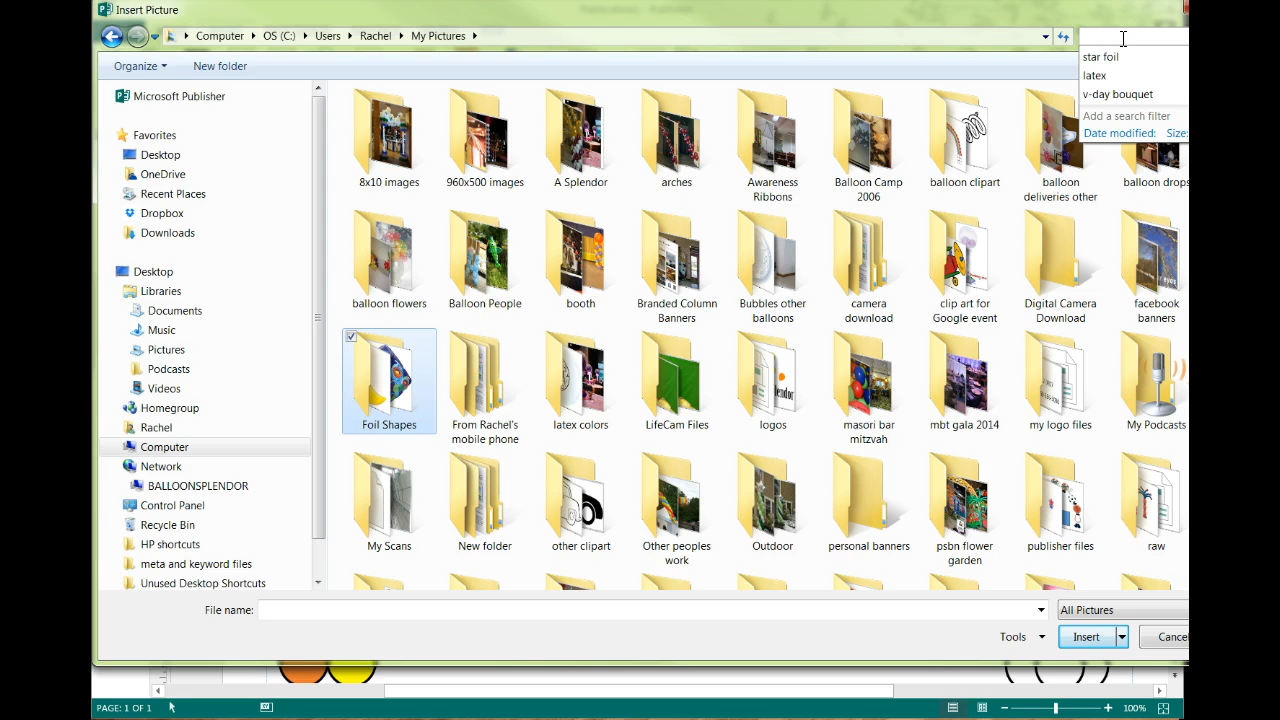 Insert Picture
Computer OS (C:) Users Rachel My Pictures
star foil
latex
v-day bouquet
Add a search filter
Date modified: Size:
Organize New folder
Microsoft Publisher
Favorites
Desktop
OneDrive
Recent Places
Dropbox
Downloads
Desktop
Libraries
Documents
Music
Pictures
Podcasts
Videos
Homegroup
Rachel
Computer
Network
BALLOONSPLENDOR
Control Panel
Recycle Bin
HP shortcuts
meta and keyword files
Unused Desktop Shortcuts
8x10 images
960x500 images
A Splendor
arches
Awareness
Ribbons
Balloon Camp
2006
balloon clipart
balloon
deliveries other
balloon drops
balloon flowers
Balloon People
booth
Branded Column
Banners
Bubbles other
balloons
camera
download
clip art for
Google event
Digital Camera
Download
facebook
banners
Foil Shapes
From Rachel's
mobile phone
latex colors
LifeCam Files
logos
masori bar
mitzvah
mbt gala 2014
my logo files
My Podcasts
My Scans
New folder
other clipart
Other peoples
work
Outdoor
personal banners
psbn flower
garden
publisher files
raw
File name:
All Pictures
Tools Insert Cancel
PAGE: 1 OF 1
100%